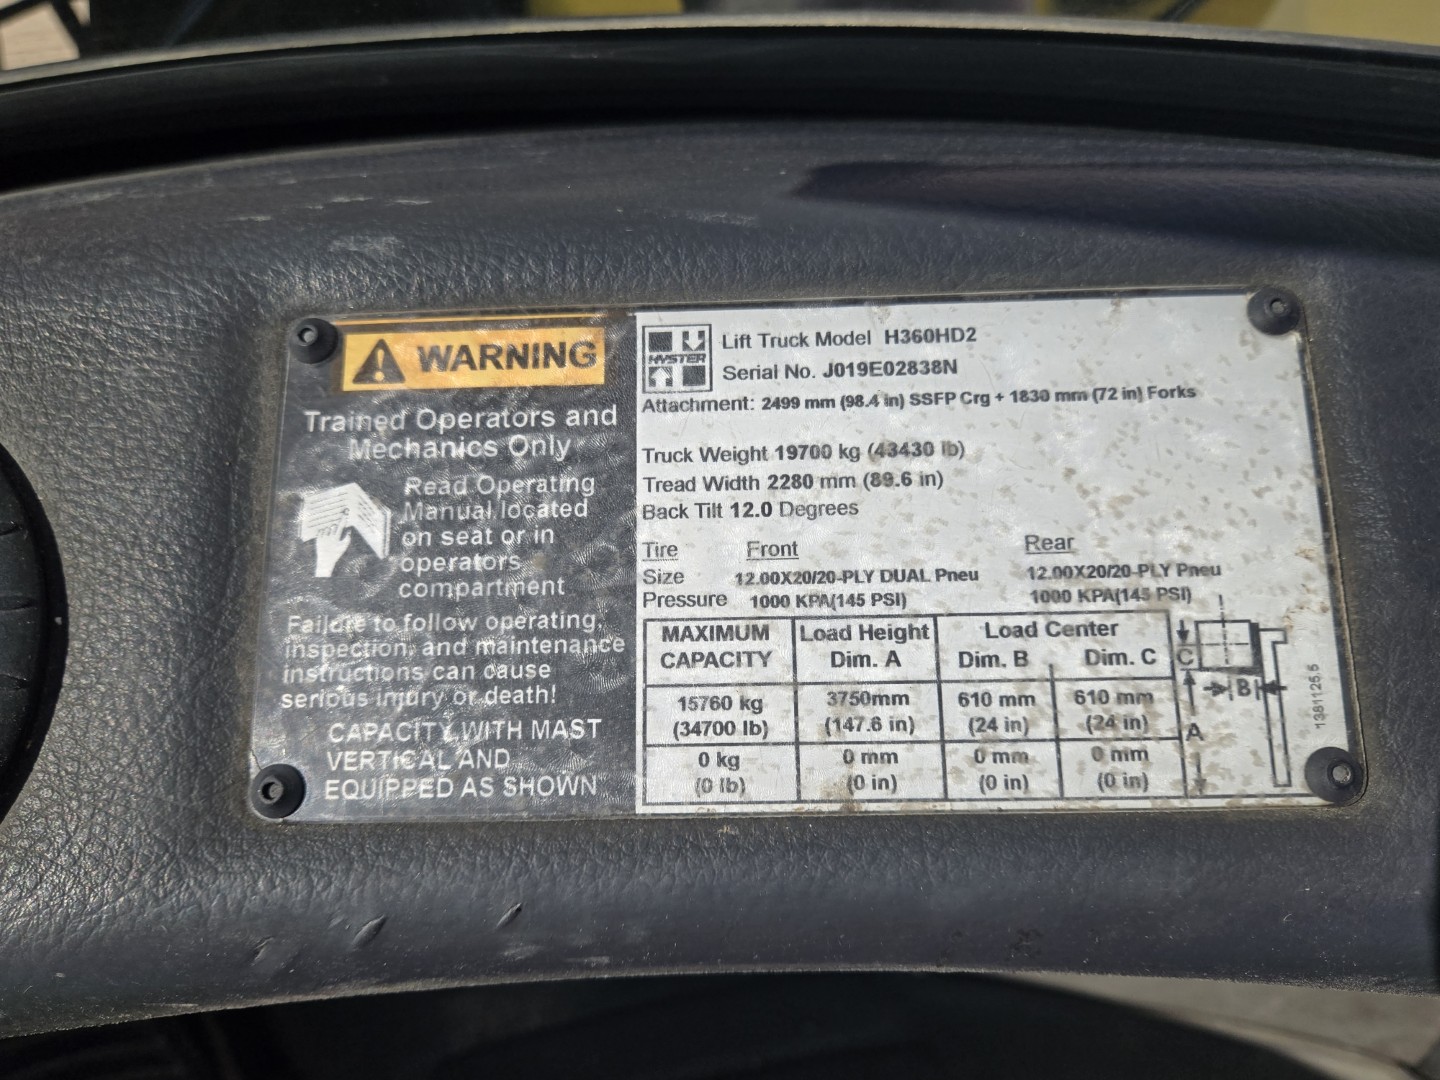 WARNING
Trained Operators and
Mechanics Only
Read Operating
Manual located
on seat or in
operators
compartment
Failure to follow operating,
inspection, and maintenance
instructions can cause
serious injury or death!
CAPACITY WITH MAST
VERTICAL AND
EQUIPPED AS SHOWN
HYSTER
Lift Truck Model H360HD2
Serial No. J019E02838N
Attachment: 2499 mm (98.4 in) SSFP Crg + 1830 mm (72 in) Forks
Truck Weight 19700 kg (43430 lb)
Tread Width 2280 mm (89.6 in)
Back Tilt 12.0 Degrees
Tire Front Rear
Size 12.00X20/20-PLY DUAL Pneu 12.00X20/20-PLY Pneu
Pressure 1000 KPA(145 PSI) 1000 KPA(145 PSI)
MAXIMUM Load Height Load Center
CAPACITY Dim. A Dim. B Dim. C
15760 kg 3750mm 610 mm 610 mm
(34700 lb) (147.6 in) (24 in) (24 in)
0 kg 0 mm 0 mm 0 mm
(0 lb) (0 in) (0 in) (0 in)
C
B
A
1381125.5